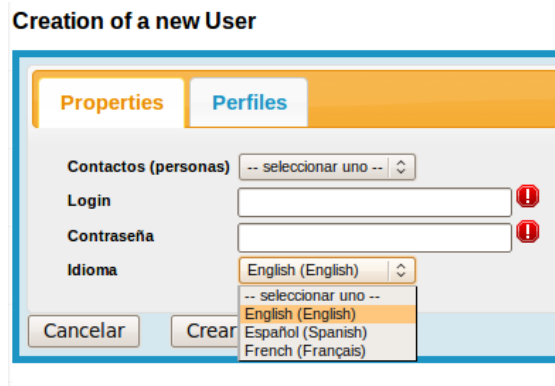 Creation of a new User
Properties Perfiles
Contactos (personas) -- seleccionar uno --
Login
Contraseña
Idioma English (English)
-- seleccionar uno --
English (English)
Español (Spanish)
French (Français)
Cancelar Crear